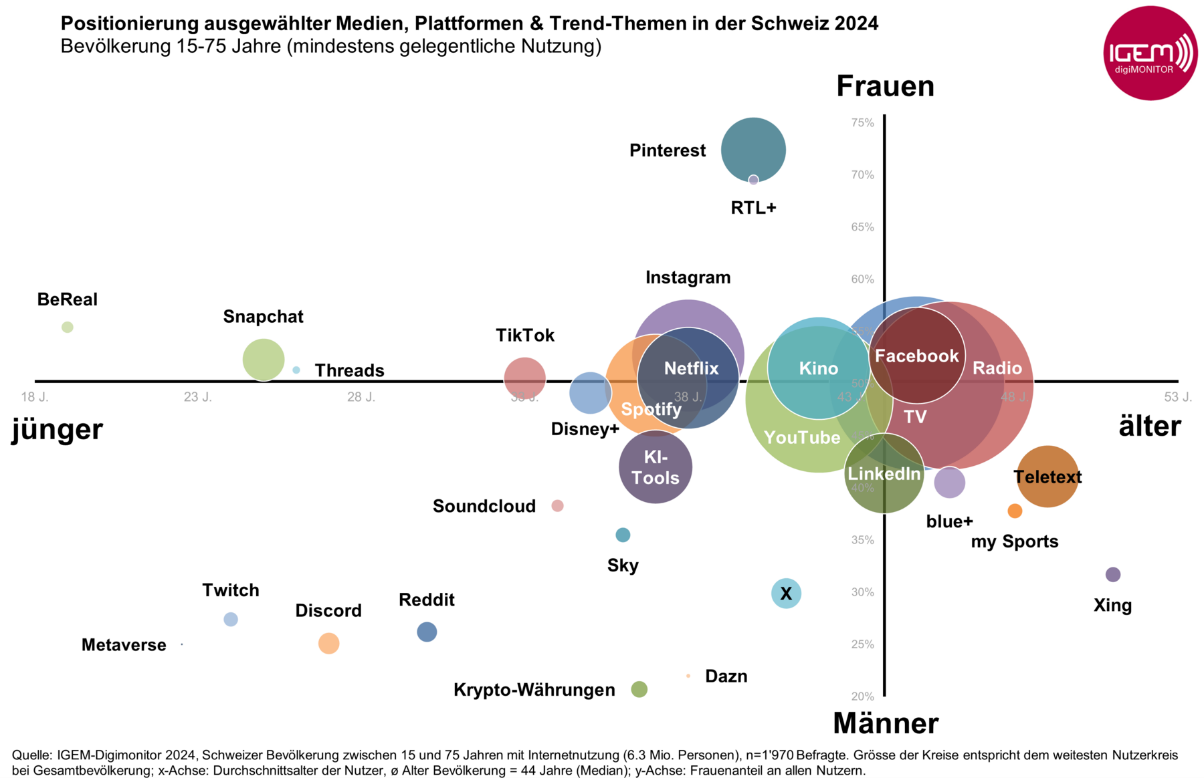 Positionierung ausgewählter Medien, Plattformen & Trend-Themen in der Schweiz 2024
Bevölkerung 15-75 Jahre (mindestens gelegentliche Nutzung)
IGEM
digiMONITOR
Frauen
75%
Pinterest
70%
RTL+
65%
60%
Instagram
BeReal
Snapchat
TikTok
Facebook
Threads
Netflix
Kino
Radio
18 J.
23 J.
28 J.
38 J.
43 J.
50%
48 J.
53 J.
jünger
älter
Spotify
TV
Disney+
YouTube
KI-
Tools
LinkedIn
Teletext
40%
Soundcloud
blue+
my Sports
35%
Sky
Twitch
X
30%
Xing
Discord
Reddit
Metaverse
25%
Krypto-Währungen
Dazn
20%
Männer
Quelle: IGEM-Digimonitor 2024, Schweizer Bevölkerung zwischen 15 und 75 Jahren mit Internetnutzung (6.3 Mio. Personen), n=1'970 Befragte. Grösse der Kreise entspricht dem weitesten Nutzerkreis
bei Gesamtbevölkerung; x-Achse: Durchschnittsalter der Nutzer, ø Alter Bevölkerung = 44 Jahre (Median); y-Achse: Frauenanteil an allen Nutzern.